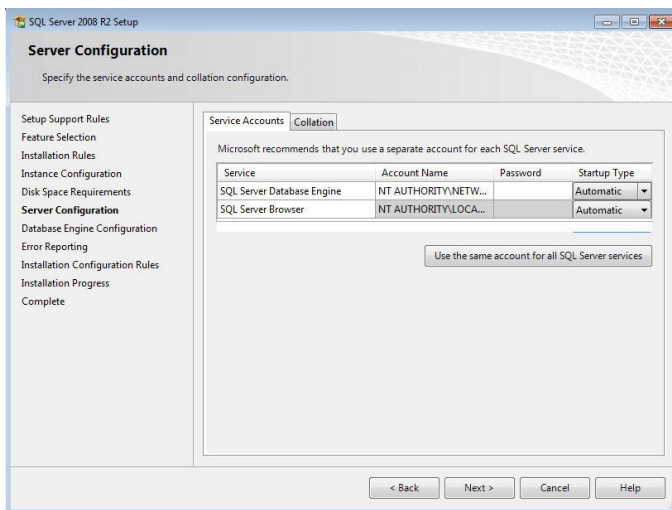 SQL Server 2008 R2 Setup
Server Configuration
Specify the service accounts and collation configuration.
Setup Support Rules
Feature Selection
Installation Rules
Instance Configuration
Disk Space Requirements
Server Configuration
Database Engine Configuration
Error Reporting
Installation Configuration Rules
Installation Progress
Complete
Service Accounts Collation
Microsoft recommends that you use a separate account for each SQL Server service.
Service Account Name Password Startup Type
SQL Server Database Engine NT AUTHORITY\NETW... Automatic
SQL Server Browser NT AUTHORITY\LOCA... Automatic
Use the same account for all SQL Server services
< Back Next > Cancel Help